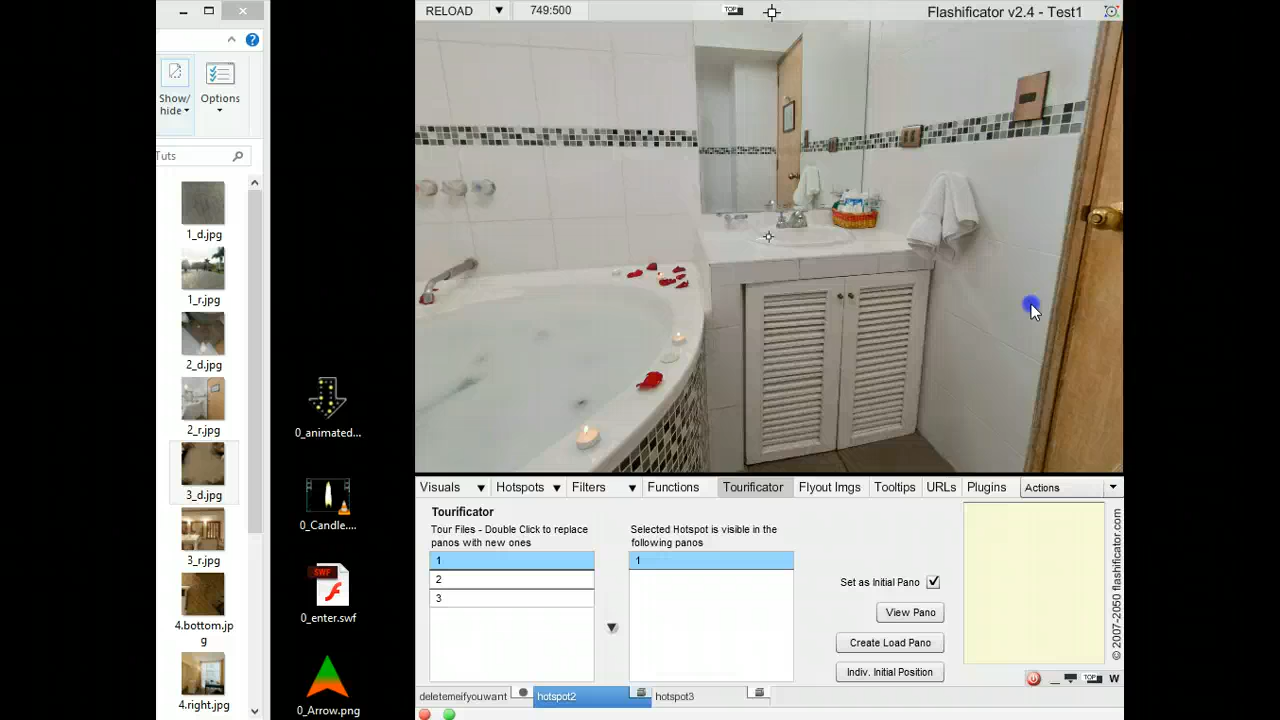 Show/
hide
Options
Tuts
1_d.jpg
1_r.jpg
2_d.jpg
2_r.jpg
3_d.jpg
3_r.jpg
4.bottom.jp
g
4.right.jpg
0_animated...
0_Candle....
SWF
0_enter.swf
0_Arrow.png
RELOAD
749:500
TOP
Flashificator v2.4 - Test1
Visuals
Hotspots
Filters
Functions
Tourificator
Flyout Imgs
Tooltips
URLs
Plugins
Actions
Tourificator
Tour Files - Double Click to replace
panos with new ones
1
2
3
Selected Hotspot is visible in the
following panos
1
Set as Initial Pano
View Pano
Create Load Pano
Indiv. Initial Position
© 2007-2050 flashificator.com
TOP
W
deletemeifyouwant
hotspot2
hotspot3